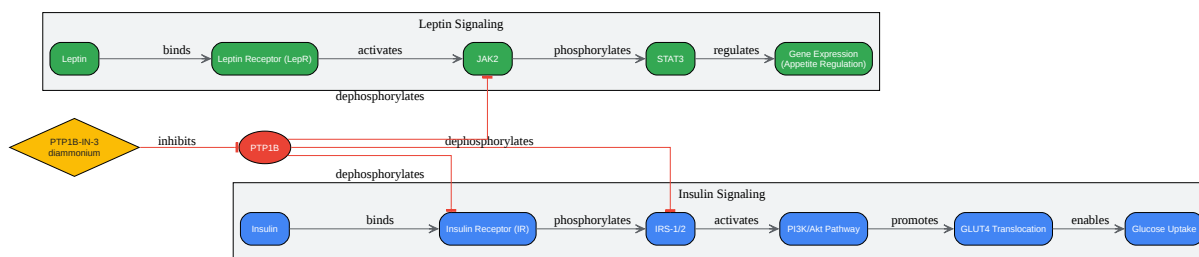 Leptin Signaling
Leptin
binds
Leptin Receptor (LepR)
activates
JAK2
phosphorylates
STAT3
regulates
Gene Expression
(Appetite Regulation)
dephosphorylates
PTP1B-IN-3
diammonium
inhibits
PTP1B
dephosphorylates
dephosphorylates
Insulin Signaling
Insulin
binds
Insulin Receptor (IR)
phosphorylates
IRS-1/2
activates
PI3K/Akt Pathway
promotes
GLUT4 Translocation
enables
Glucose Uptake